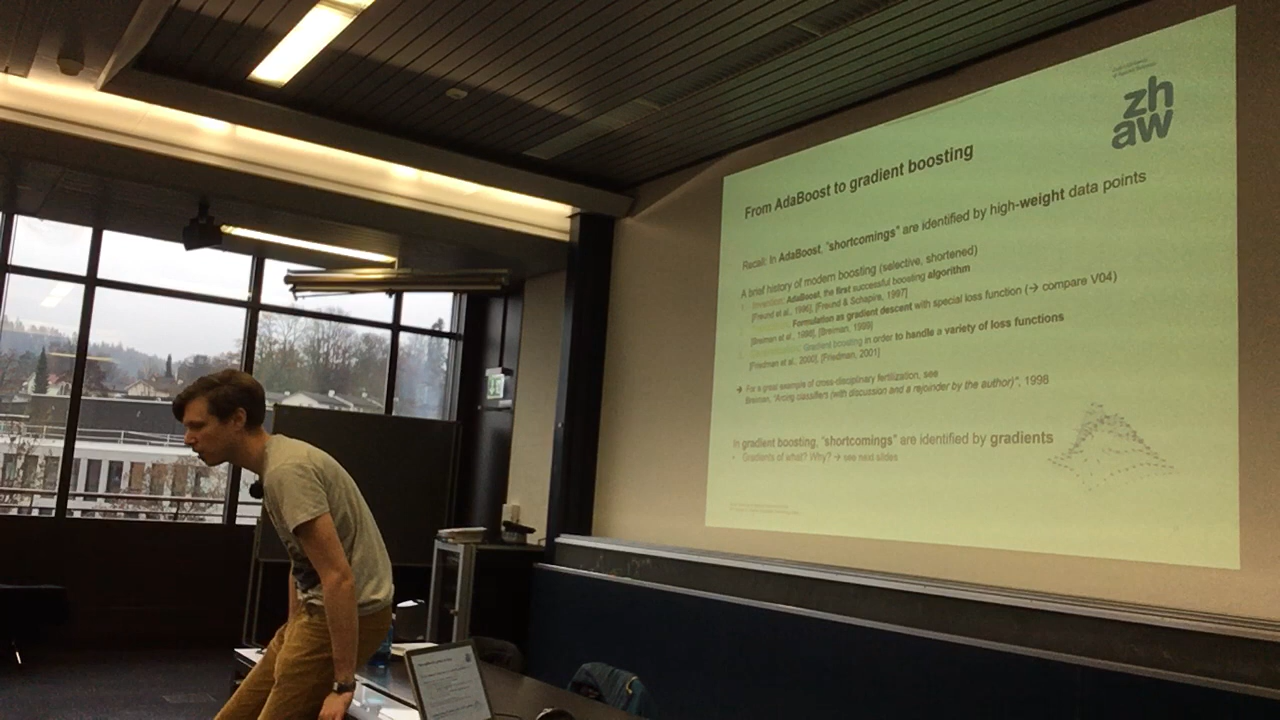 zh
aw
From AdaBoost to gradient boosting
Recall: In AdaBoost, "shortcomings" are identified by high-weight data points
A brief history of modern boosting (selective, shortened)
AdaBoost, the first successful boosting algorithm
[Freund et al., 1996], [Freund & Schapire, 1997]
Formulation as gradient descent with special loss function (→ compare V04)
[Breiman et al., 1998], [Breiman, 1999]
Gradient boosting in order to handle a variety of loss functions
[Friedman et al., 2000], [Friedman, 2001]
➔ For a great example of cross-disciplinary fertilization, see
Breiman, "Arcing classifiers (with discussion and a rejoinder by the author)", 1998
In gradient boosting, "shortcomings" are identified by gradients
• Gradients of what? Why? → see next slides